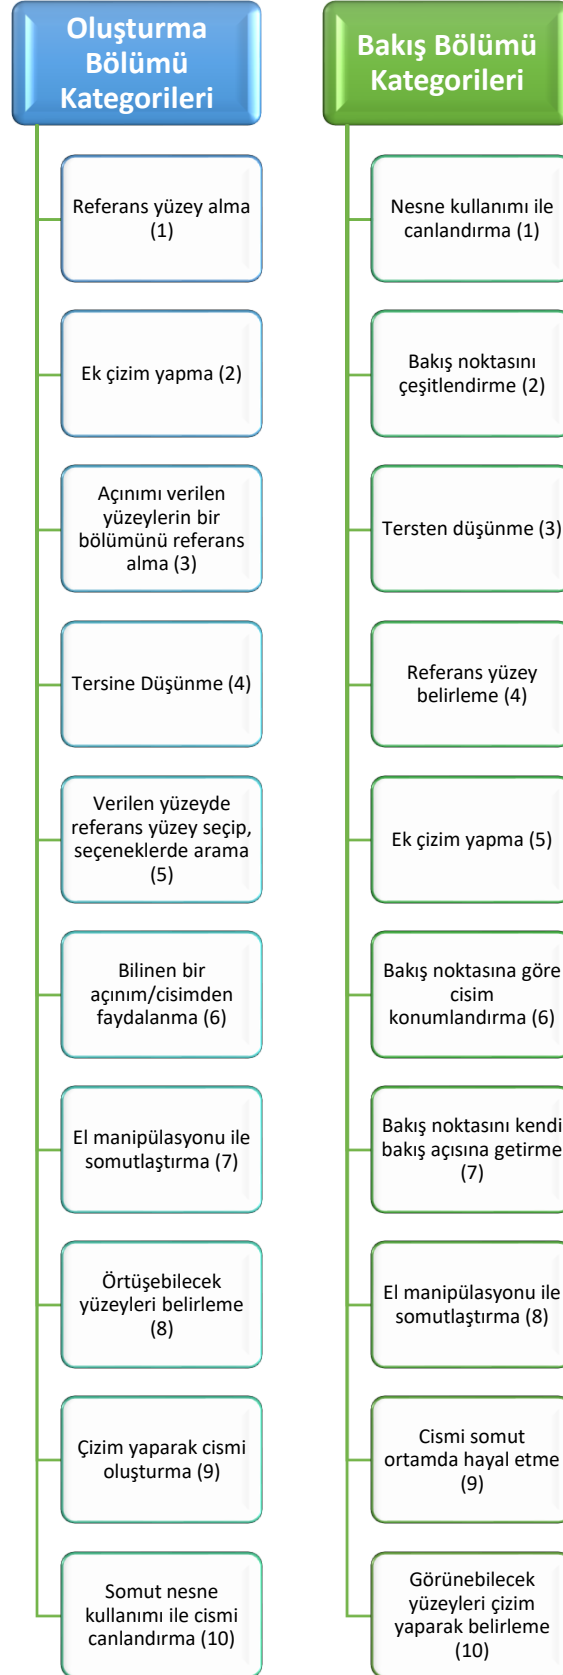 Oluşturma
Bölümü
Kategorileri
Referans yüzey alma
(1)
Ek çizim yapma (2)
Açınımı verilen
yüzeylerin bir
bölümünü referans
alma (3)
Tersine Düşünme (4)
Verilen yüzeyde
referans yüzey seçip,
seçeneklerde arama
(5)
Bilinen bir
açınım/cisimden
faydalanma (6)
El manipülasyonu ile
somutlaştırma (7)
Örtüşebilecek
yüzeyleri belirleme
(8)
Çizim yaparak cismi
oluşturma (9)
Somut nesne
kullanımı ile cismi
canlandırma (10)
Bakış Bölümü
Kategorileri
Nesne kullanımı ile
canlandırma (1)
Bakış noktasını
çeşitlendirme (2)
Tersten düşünme (3)
Referans yüzey
belirleme (4)
Ek çizim yapma (5)
Bakış noktasına göre
cisim
konumlandırma (6)
Bakış noktasını kendi
bakış açısına getirme
(7)
El manipülasyonu ile
somutlaştırma (8)
Cismi somut
ortamda hayal etme
(9)
Görünebilecek
yüzeyleri çizim
yaparak belirleme
(10)